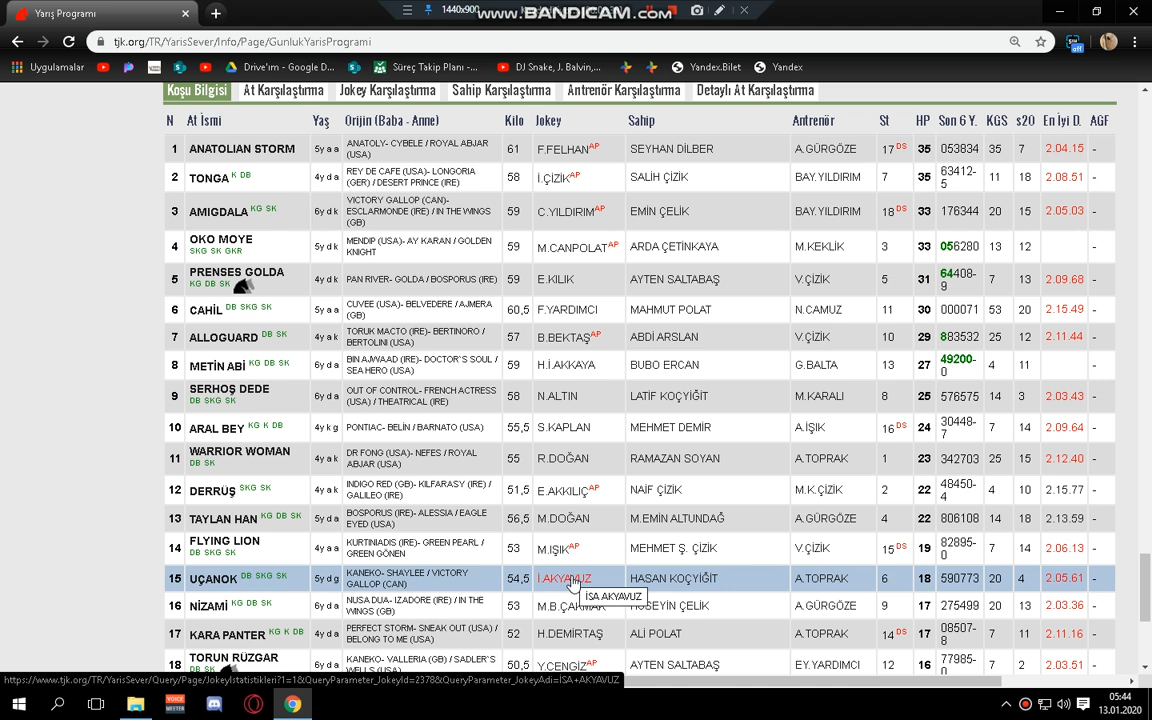 Yarış Programı
1440x900
www.BANDICAM.com
tjk.org/TR/YarisSever/Info/Page/GunlukYarisProgrami
Uygulamalar Drive'ım - Google D... Süreç Takip Planı -... DJ Snake, J. Balvin,... Yandex.Bilet Yandex
Koşu Bilgisi At Karşılaştırma Jokey Karşılaştırma Sahip Karşılaştırma Antrenör Karşılaştırma Detaylı At Karşılaştırma
N At İsmi Yaş Orijin (Baba - Anne) Kilo Jokey Sahip Antrenör St HP Son 6 Y. KGS s20 En İyi D. AGF
1 ANATOLIAN STORM 5y a a ANATOLY- CYBELE / ROYAL ABJAR (USA) 61 F.FELHAN AP SEYHAN DİLBER A.GÜRGÖZE 17 DS 35 053834 35 7 2.04.15 -
2 TONGA K DB 4y d a REY DE CAFE (USA)- LONGORIA (GER) / DESERT PRINCE (IRE) 58 İ.ÇİZİK AP SALİH ÇİZİK BAY.YILDIRIM 7 35 63412-5 11 18 2.08.51 -
3 AMIGDALA KG SK 6y d k VICTORY GALLOP (CAN)- ESCLARMONDE (IRE) / IN THE WINGS (GB) 59 C.YILDIRIM AP EMİN ÇELİK BAY.YILDIRIM 18 DS 33 176344 20 15 2.05.03 -
4 OKO MOYE SKG SK GKR 5y d k MENDIP (USA)- AY KARAN / GOLDEN KNIGHT 59 M.CANPOLAT AP ARDA ÇETİNKAYA M.KEKLİK 3 33 056280 13 12 -
5 PRENSES GOLDA KG DB SK 4y d k PAN RIVER- GOLDA / BOSPORUS (IRE) 59 E.KILIK AYTEN SALTABAŞ V.ÇİZİK 5 31 64408-9 7 13 2.09.68 -
6 CAHİL DB SKG SK 5y a a CUVEE (USA)- BELVEDERE / AJMERA (GB) 60,5 F.YARDIMCI MAHMUT POLAT N.CAMUZ 11 30 000071 53 20 2.15.49 -
7 ALLOGUARD DB SK 4y a k TORUK MACTO (IRE)- BERTINORO / BERTOLINI (USA) 57 B.BEKTAŞ AP ABDİ ARSLAN V.ÇİZİK 10 29 883532 25 12 2.11.44 -
8 METİN ABİ KG DB SK 6y d a BIN AJWAAD (IRE)- DOCTOR`S SOUL / SEA HERO (USA) 59 H.İ.AKKAYA BUBO ERCAN G.BALTA 13 27 49200-0 4 11 -
9 SERHOŞ DEDE DB SKG SK 6y d a OUT OF CONTROL- FRENCH ACTRESS (USA) / THEATRICAL (IRE) 58 N.ALTIN LATİF KOÇYİĞİT M.KARALI 8 25 576575 14 3 2.03.43 -
10 ARAL BEY KG K DB 4y k g PONTIAC- BELİN / BARNATO (USA) 55,5 S.KAPLAN MEHMET DEMİR A.IŞIK 16 DS 24 30448-7 7 14 2.09.64 -
11 WARRIOR WOMAN DB SK 4y a k DR FONG (USA)- NEFES / ROYAL ABJAR (USA) 55 R.DOĞAN RAMAZAN SOYAN A.TOPRAK 1 23 342703 25 15 2.12.40 -
12 DERRÜŞ SKG SK 4y a k INDIGO RED (GB)- KILFARASY (IRE) / GALILEO (IRE) 51,5 E.AKKILIÇ AP NAİF ÇİZİK M.K.ÇİZİK 2 22 48450-4 4 10 2.15.77 -
13 TAYLAN HAN KG DB SK 5y d a BOSPORUS (IRE)- ALESSIA / EAGLE EYED (USA) 56,5 M.DOĞAN M.EMİN ALTUNDAĞ A.GÜRGÖZE 4 22 806108 14 18 2.13.59 -
14 FLYING LION DB SKG SK 4y a a KURTINIADIS (IRE)- GREEN PEARL / GREEN GÖNEN 53 M.IŞIK AP MEHMET Ş. ÇİZİK V.ÇİZİK 15 DS 19 82895-0 7 14 2.06.13 -
15 UÇANOK DB SKG SK 5y d g KANEKO- SHAYLEE / VICTORY GALLOP (CAN) 54,5 İ.AKYAVUZ HASAN KOÇYİĞİT A.TOPRAK 6 18 590773 20 4 2.05.61 -
İSA AKYAVUZ
16 NİZAMİ KG DB SK 6y d a NUSA DUA- IZADORE (IRE) / IN THE WINGS (GB) 53 M.B.ÇAKMAK HÜSEYİN ÇELİK A.GÜRGÖZE 9 17 275499 20 13 2.03.36 -
17 KARA PANTER KG K DB 4y d a PERFECT STORM- SNEAK OUT (USA) / BELONG TO ME (USA) 52 H.DEMİRTAŞ ALİ POLAT A.TOPRAK 14 DS 17 08507-8 7 11 2.11.16 -
18 TORUN RÜZGAR DB SK 6y d a KANEKO- VALLERIA (GB) / SADLER`S WELLS (USA) 50,5 Y.CENGİZ AP AYTEN SALTABAŞ EY.YARDIMCI 12 16 77985-0 7 2 2.03.51 -
https://www.tjk.org/TR/YarisSever/Query/Page/JokeyIstatistikleri?1=1&QueryParameter_JokeyId=2378&QueryParameter_JokeyAdi=İSA+AKYAVUZ
05:44
13.01.2020